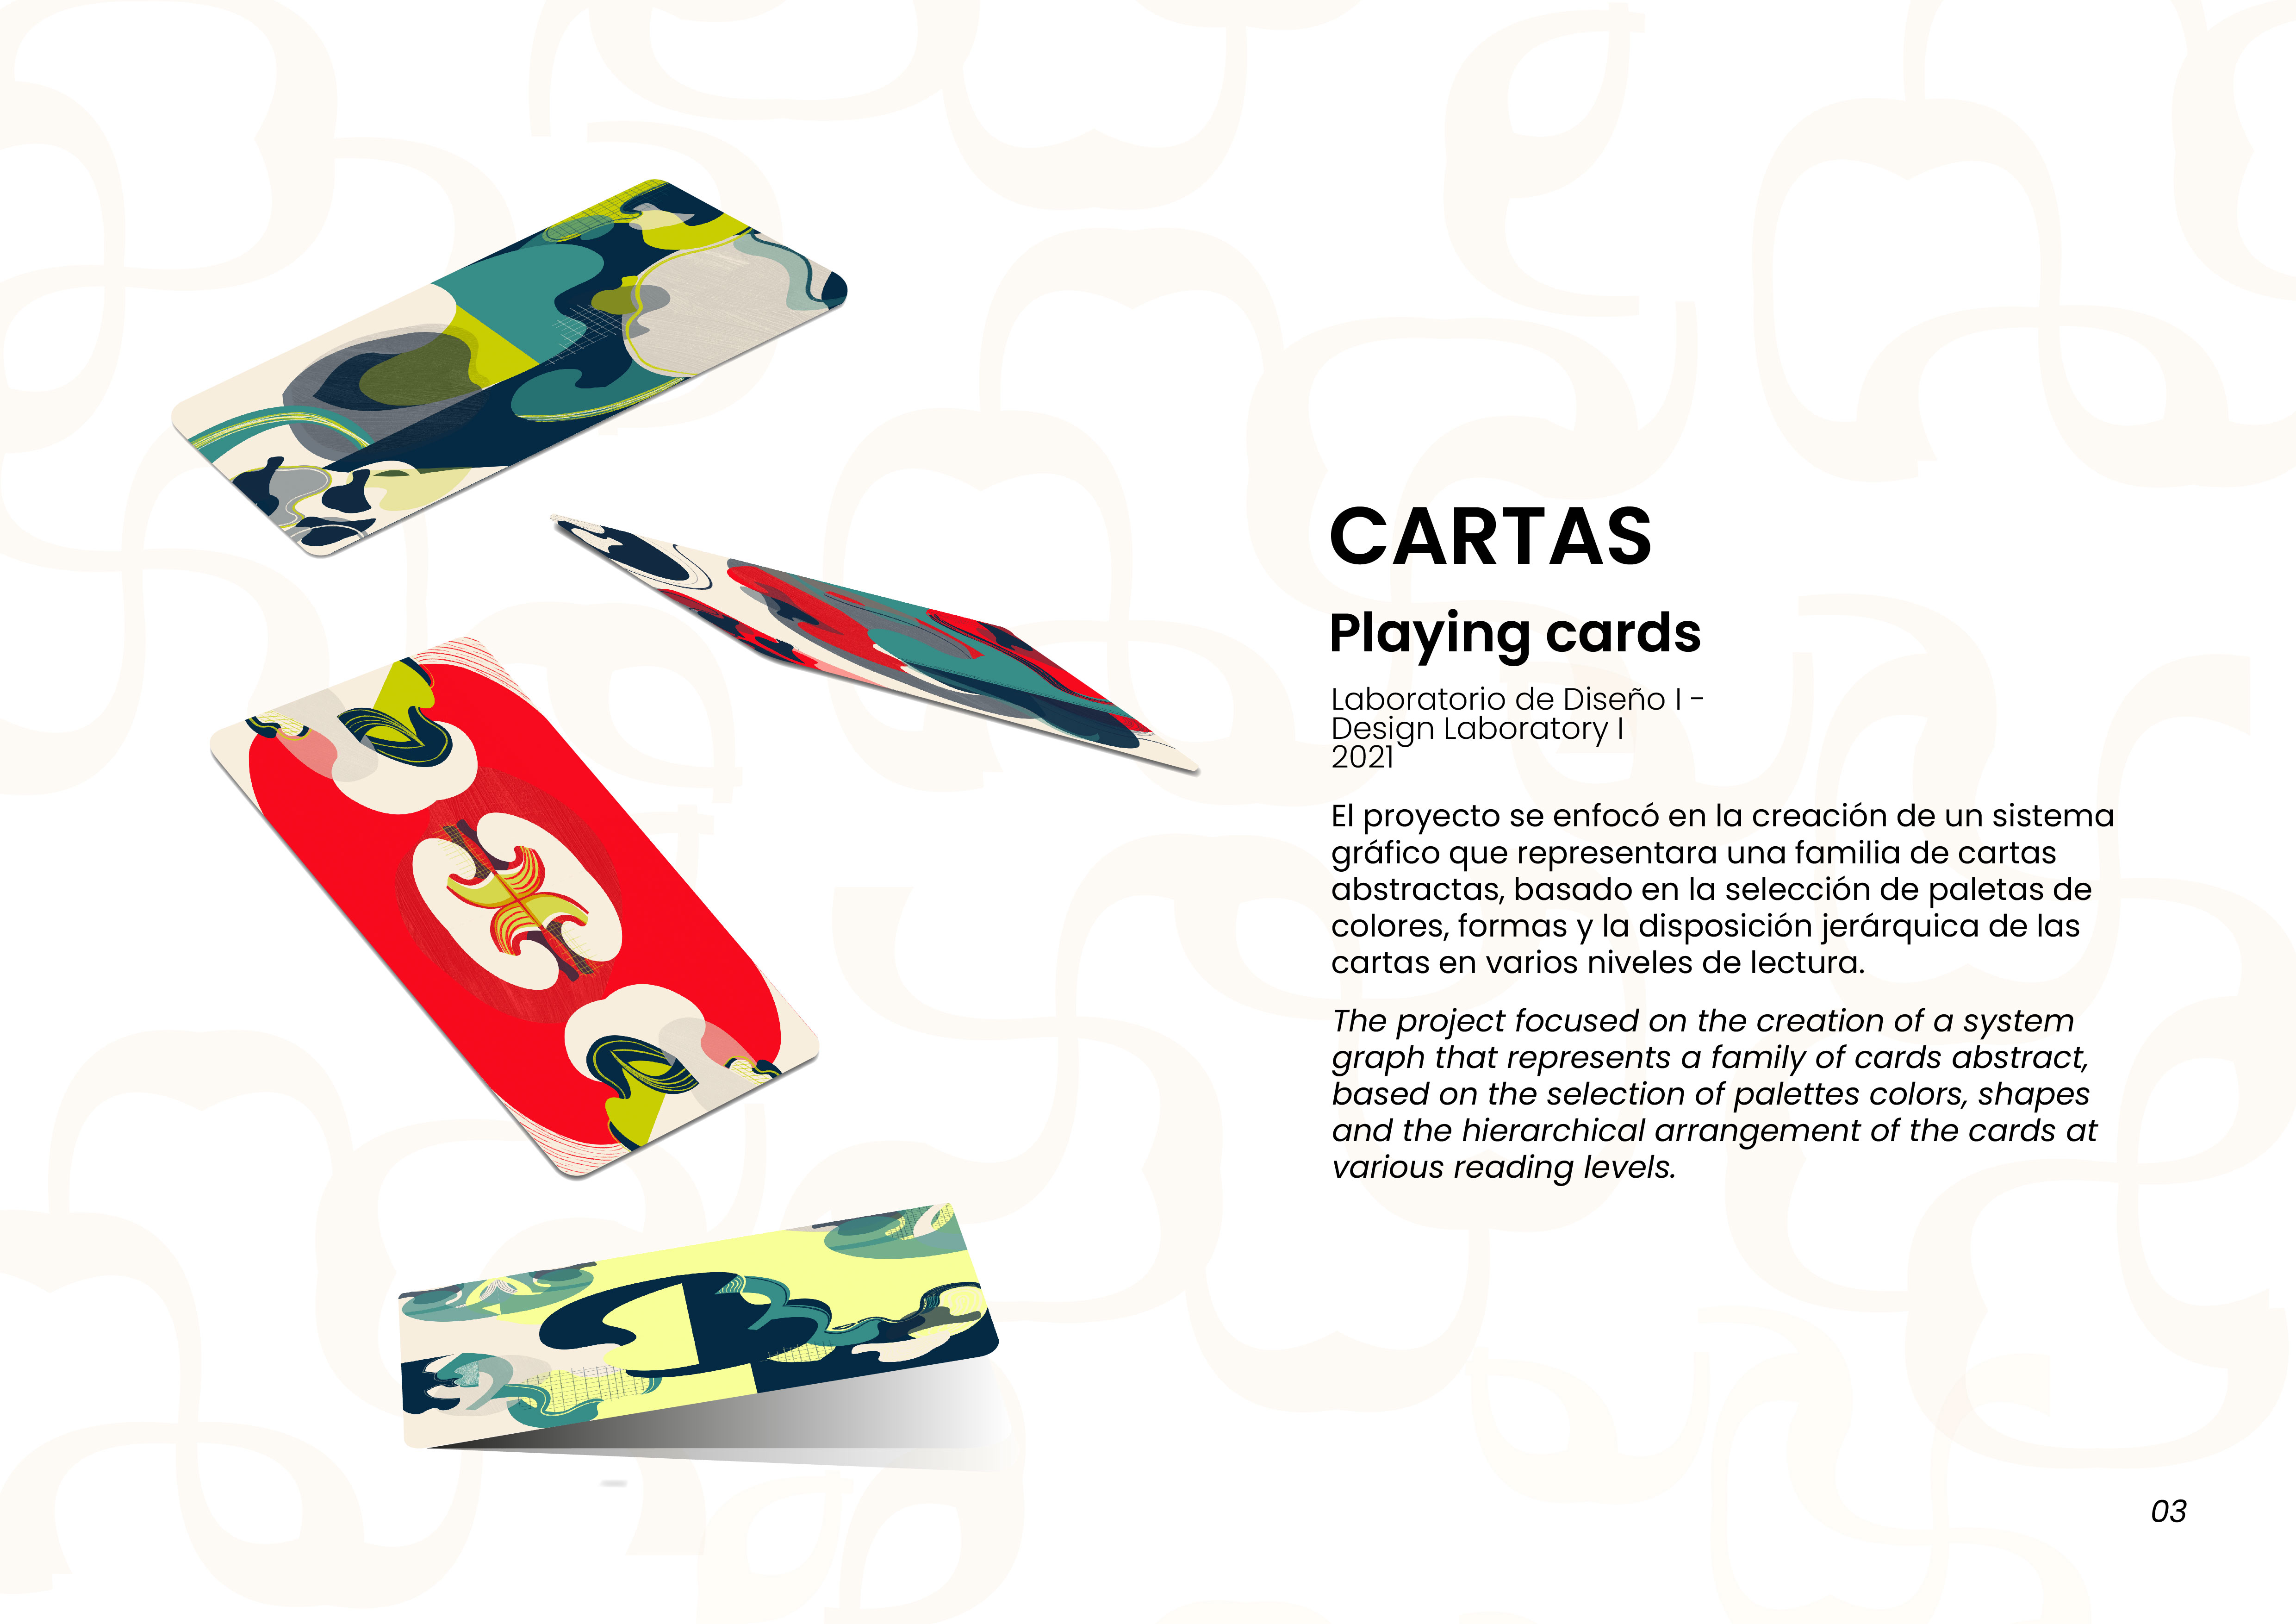 CARTAS
Playing cards
Laboratorio de Diseño I -
Design Laboratory I
2021
El proyecto se enfocó en la creación de un sistema
gráfico que representara una familia de cartas
abstractas, basado en la selección de paletas de
colores, formas y la disposición jerárquica de las
cartas en varios niveles de lectura.
The project focused on the creation of a system
graph that represents a family of cards abstract,
based on the selection of palettes colors, shapes
and the hierarchical arrangement of the cards at
various reading levels.
03